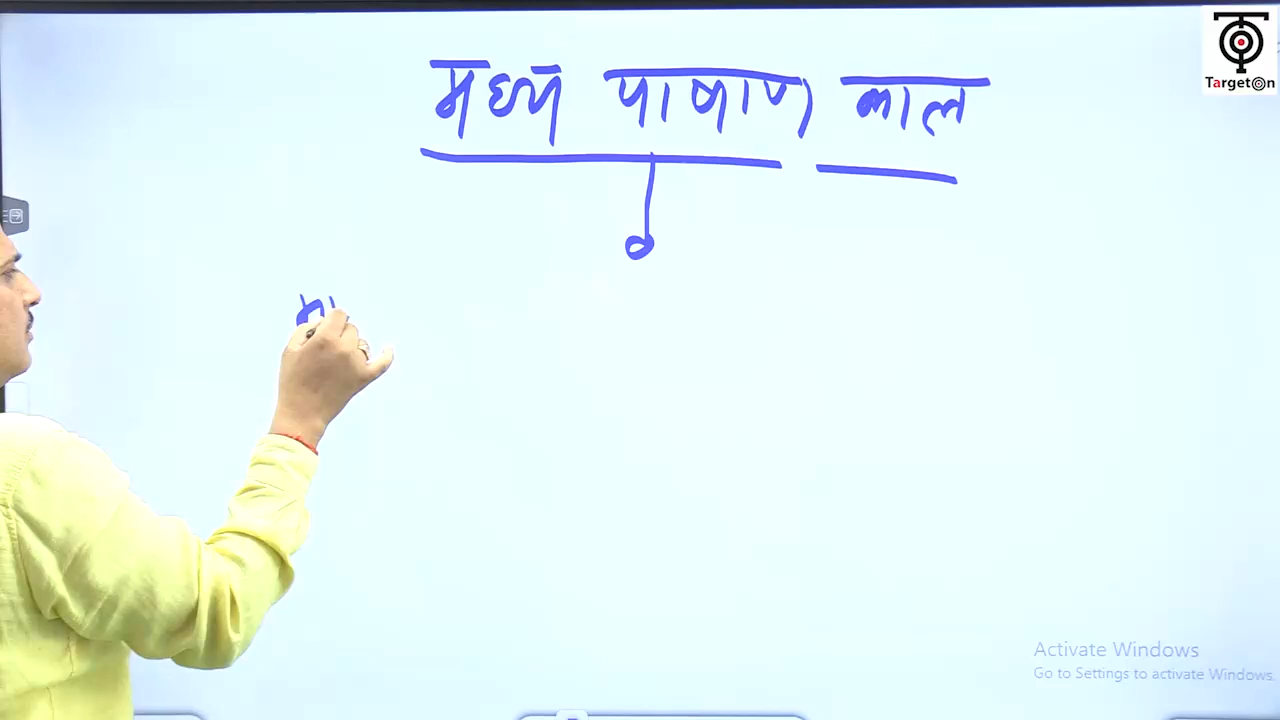 मध्य पाषाण काल
TargetOn
Activate Windows
Go to Settings to activate Windows.